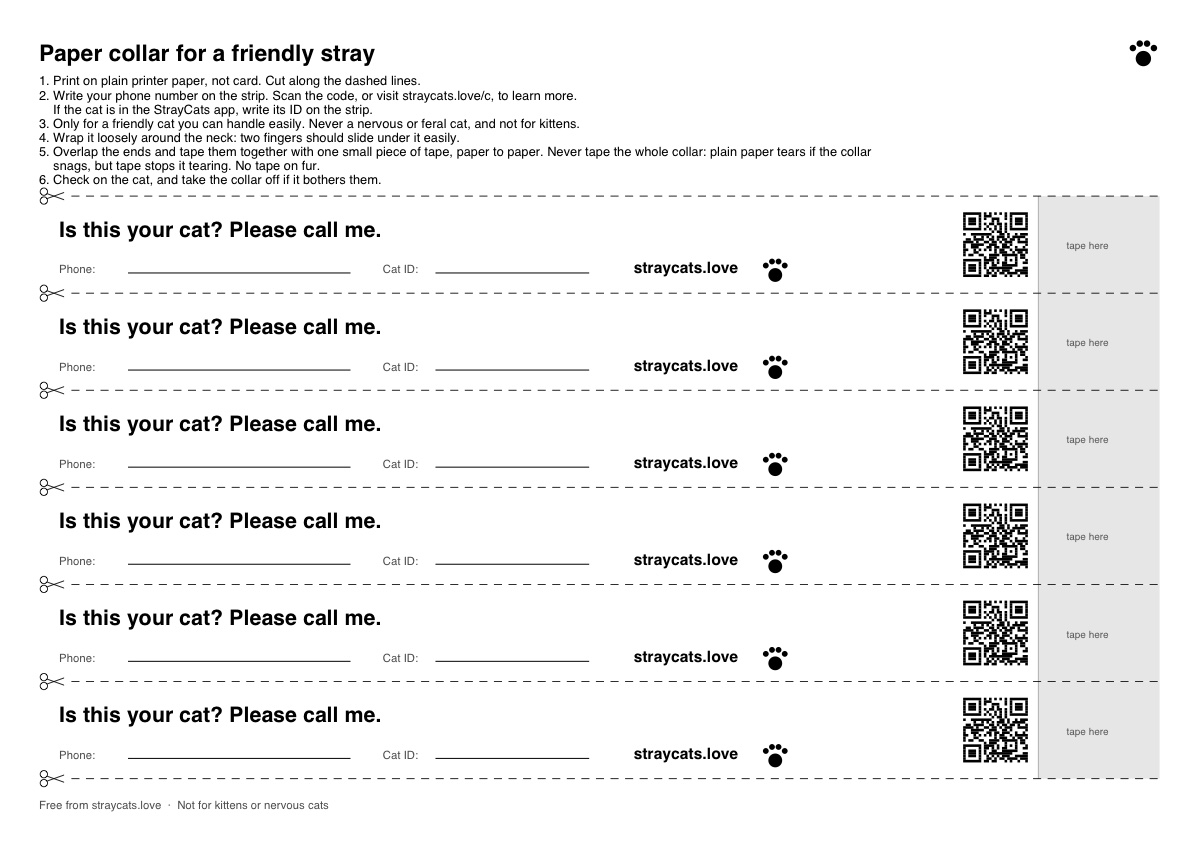 Paper collar for a friendly stray
1. Print on plain printer paper, not card. Cut along the dashed lines.
2. Write your phone number on the strip. Scan the code, or visit straycats.love/c, to learn more.
If the cat is in the StrayCats app, write its ID on the strip.
3. Only for a friendly cat you can handle easily. Never a nervous or feral cat, and not for kittens.
4. Wrap it loosely around the neck: two fingers should slide under it easily.
5. Overlap the ends and tape them together with one small piece of tape, paper to paper. Never tape the whole collar: plain paper tears if the collar
snags, but tape stops it tearing. No tape on fur.
6. Check on the cat, and take the collar off if it bothers them.
Is this your cat? Please call me.
tape here
Phone: Cat ID: straycats.love
Is this your cat? Please call me.
tape here
Phone: Cat ID: straycats.love
Is this your cat? Please call me.
tape here
Phone: Cat ID: straycats.love
Is this your cat? Please call me.
tape here
Phone: Cat ID: straycats.love
Is this your cat? Please call me.
tape here
Phone: Cat ID: straycats.love
Is this your cat? Please call me.
tape here
Phone: Cat ID: straycats.love
Free from straycats.love · Not for kittens or nervous cats